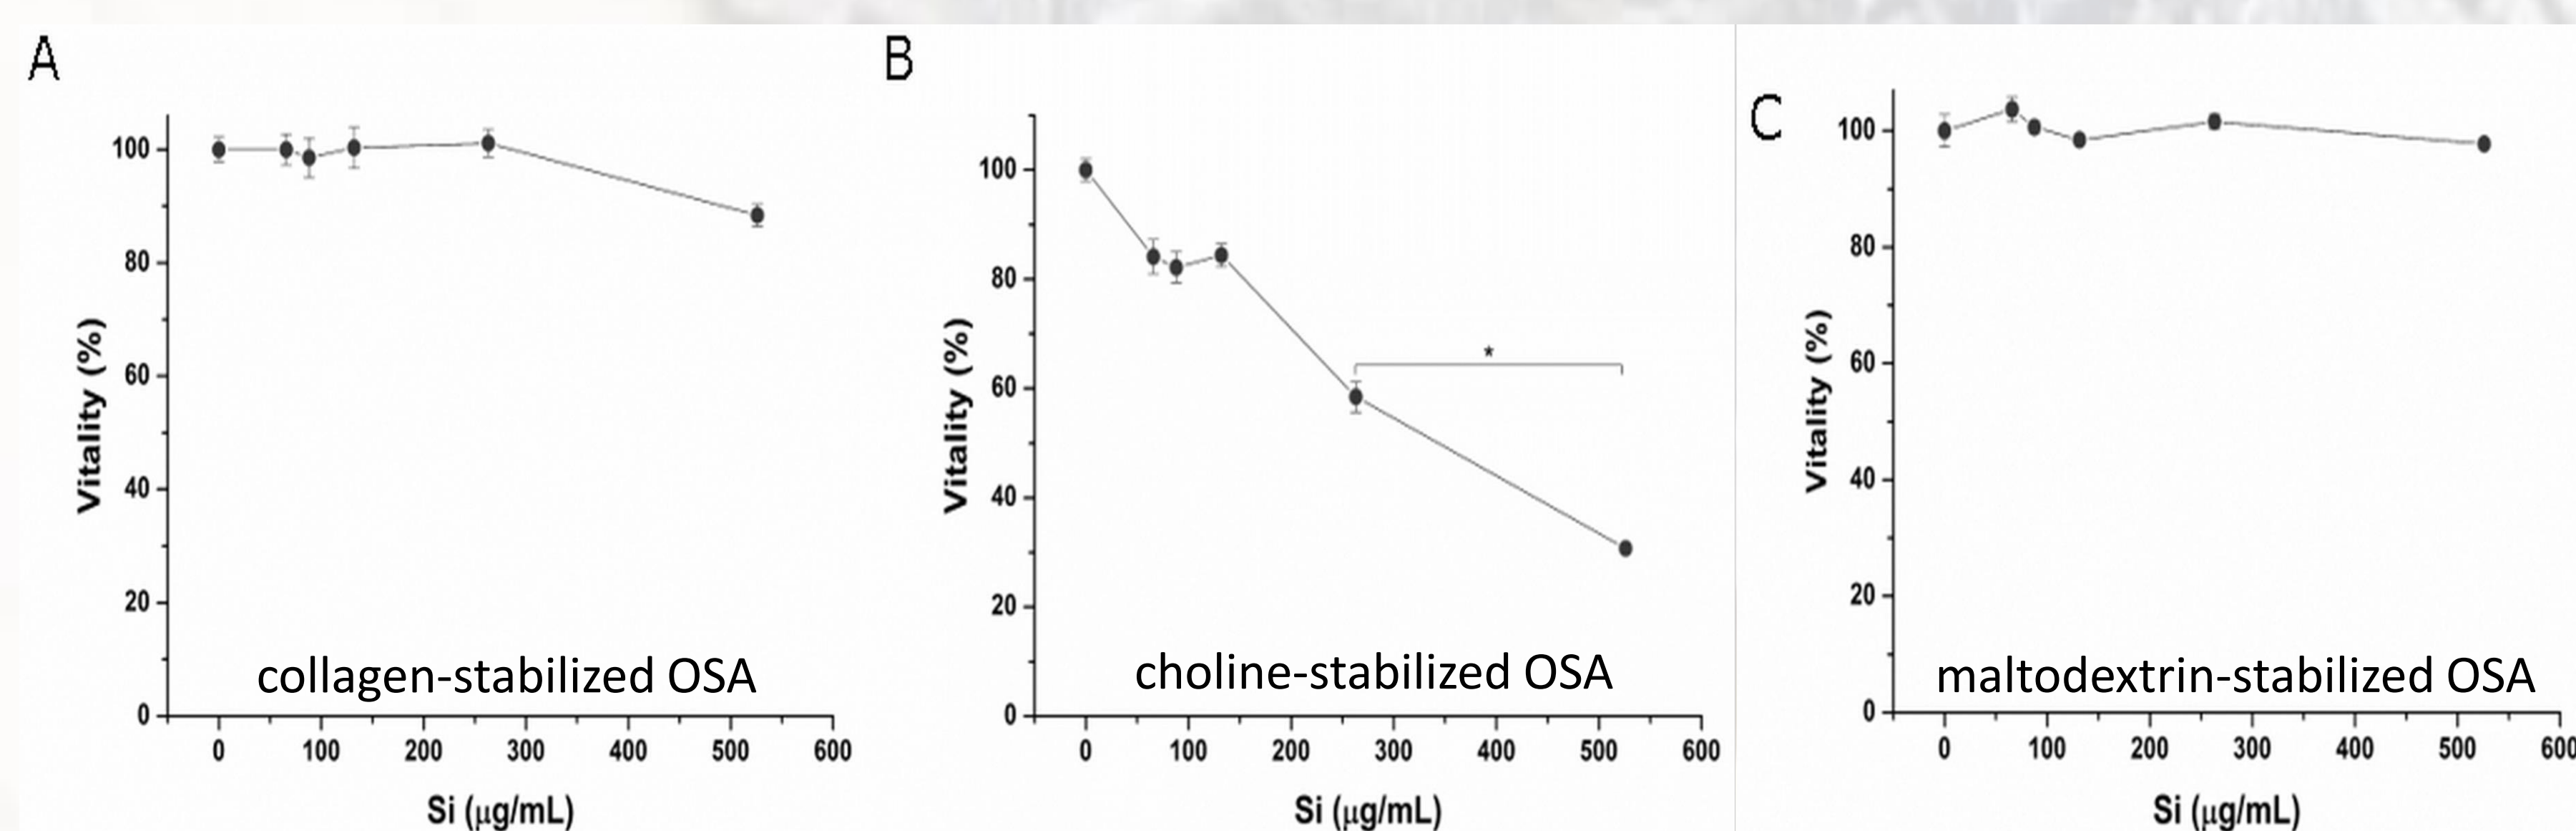 A
100
80
60
40
20
0
Vitality (%)
collagen-stabilized OSA
0 100 200 300 400 500 600
Si (μg/mL)
B
100
80
60
40
20
0
Vitality (%)
*
choline-stabilized OSA
0 100 200 300 400 500 600
Si (μg/mL)
C
100
80
60
40
20
0
Vitality (%)
maltodextrin-stabilized OSA
0 100 200 300 400 500 600
Si (μg/mL)